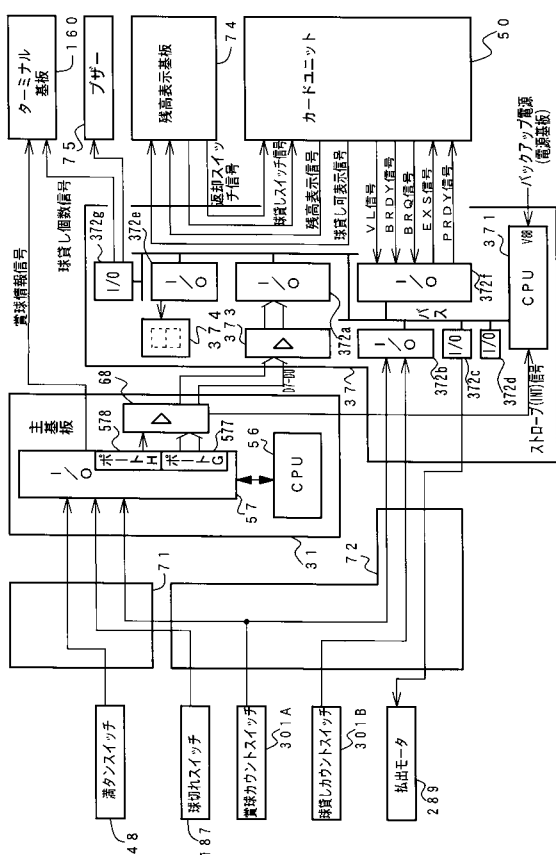 満タンスイッチ
48
球切れスイッチ
187
賞球カウントスイッチ
301A
球貸しカウントスイッチ
301B
払出モータ
289
71
72
主基板
31
I/O
57
ポートH
578
ポートG
577
68
CPU
56
賞球情報信号
球貸し個数信号
ターミナル
基板
160
ブザー
75
残高表示基板
74
カードユニット
50
返却スイッ
チ信号
球貸しスイッチ信号
残高表示信号
球貸し可表示信号
VL信号
BRDY信号
BRQ信号
EXS信号
PRDY信号
I/O
372g
I/O
372e
374
373
I/O
372a
I/O
372f
バス
I/O
372b
I/O
372c
I/O
372d
37
CPU
371
VBB
バックアップ電源
(電源基板)
D7-D0
ストローブ(INT)信号